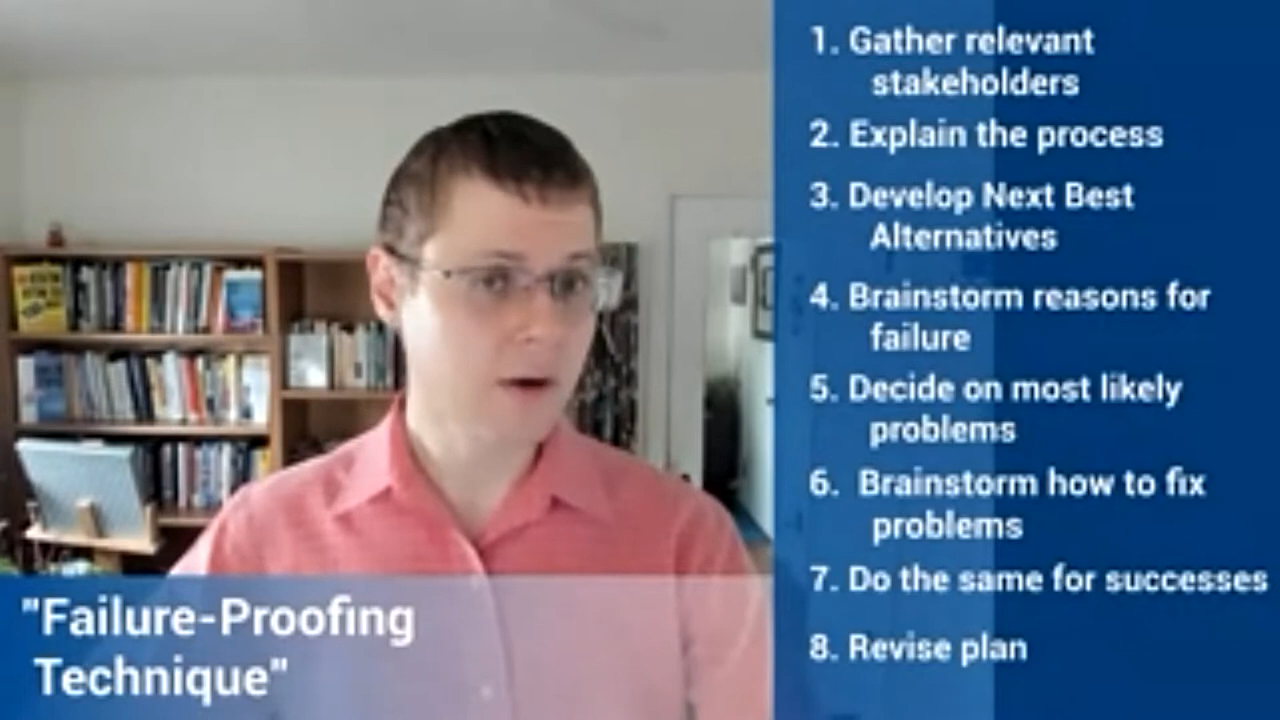 1. Gather relevant
stakeholders
2. Explain the process
3. Develop Next Best
Alternatives
4. Brainstorm reasons for
failure
5. Decide on most likely
problems
6. Brainstorm how to fix
problems
7. Do the same for successes
8. Revise plan
"Failure-Proofing
Technique"